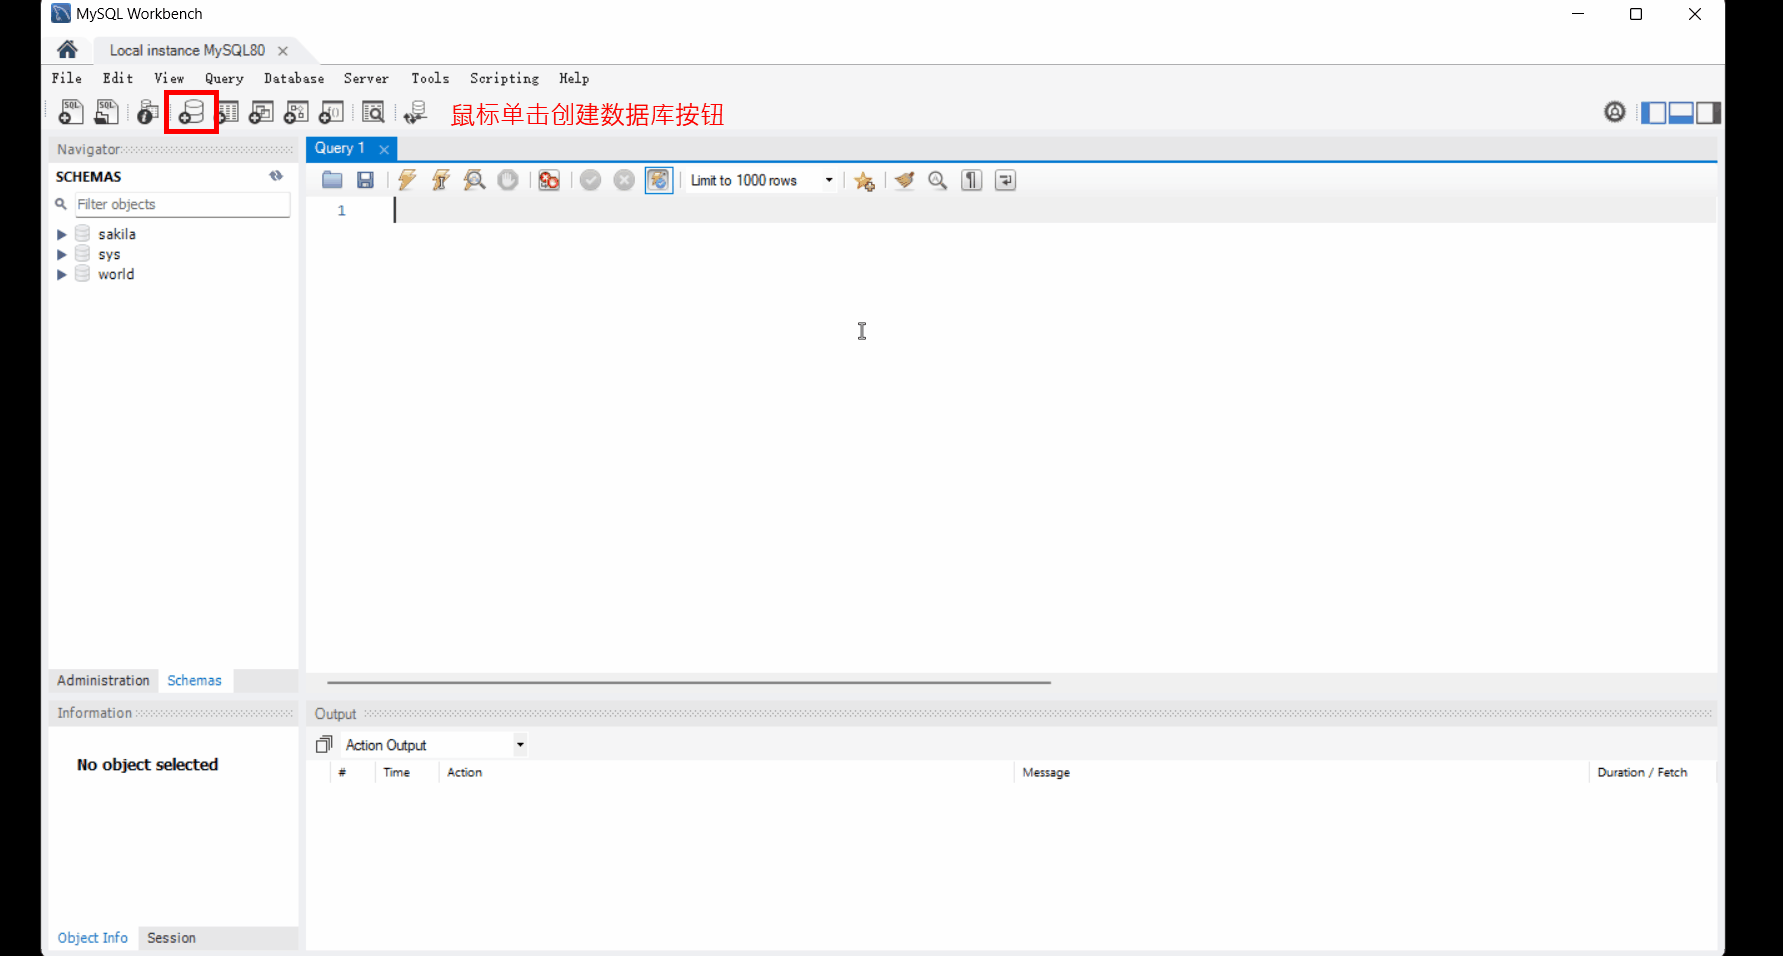 MySQL Workbench
Local instance MySQL80
File Edit View Query Database Server Tools Scripting Help
鼠标单击创建数据库按钮
Navigator
Query 1
SCHEMAS
Limit to 1000 rows
Filter objects
1
sakila
sys
world
Administration Schemas
Information
Output
Action Output
No object selected
# Time Action Message Duration / Fetch
Object Info Session